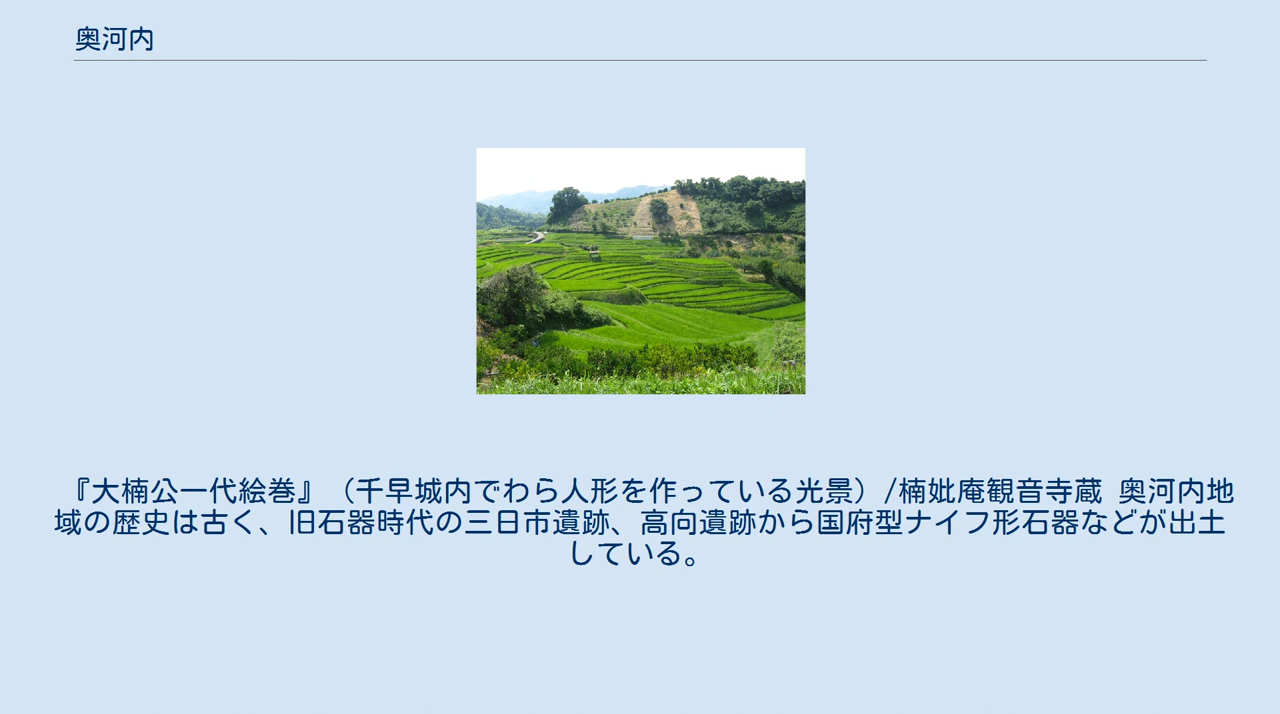 奥河内
『大楠公一代絵巻』（千早城内でわら人形を作っている光景）/楠妣庵観音寺蔵 奥河内地
域の歴史は古く、旧石器時代の三日市遺跡、高向遺跡から国府型ナイフ形石器などが出土
している。